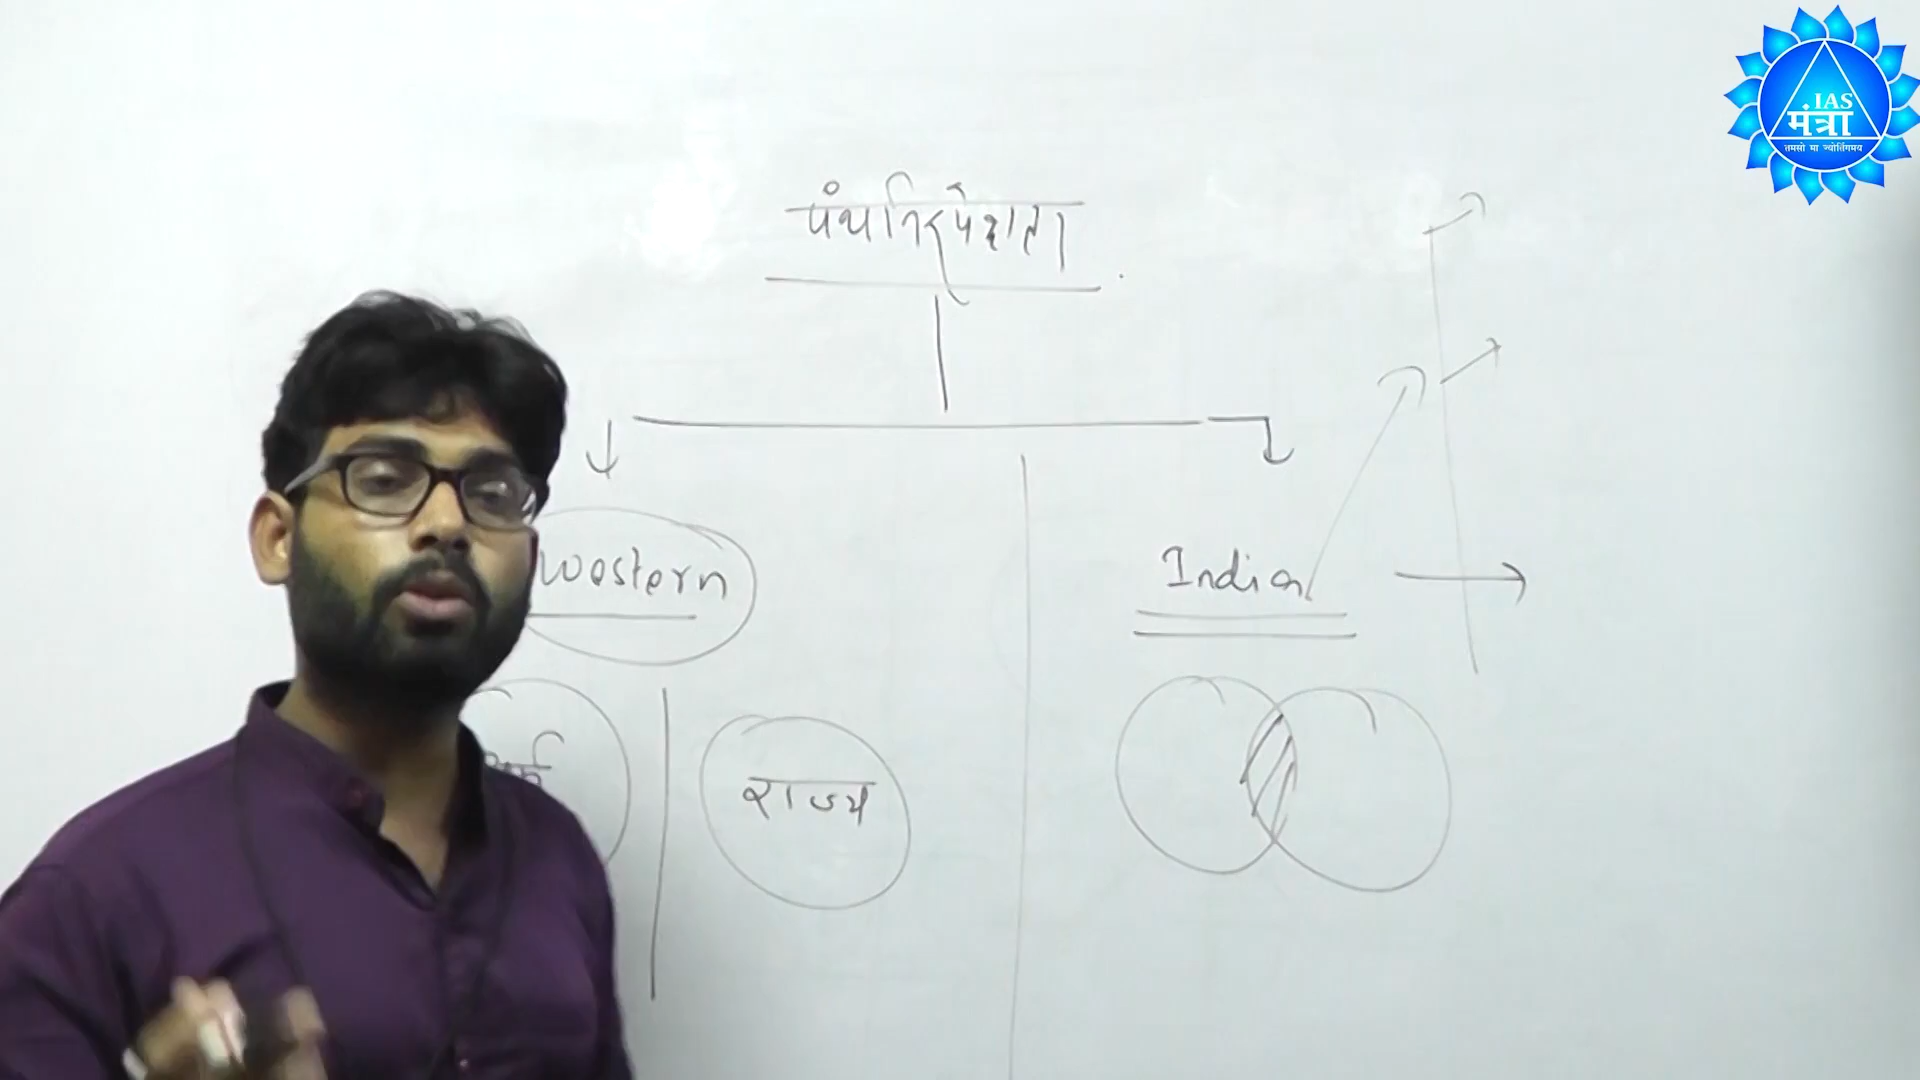 IAS
मंत्रा
तमसो मा ज्योर्तिगमय
पंथनिरपेक्षता
Western
Indian
राज्य